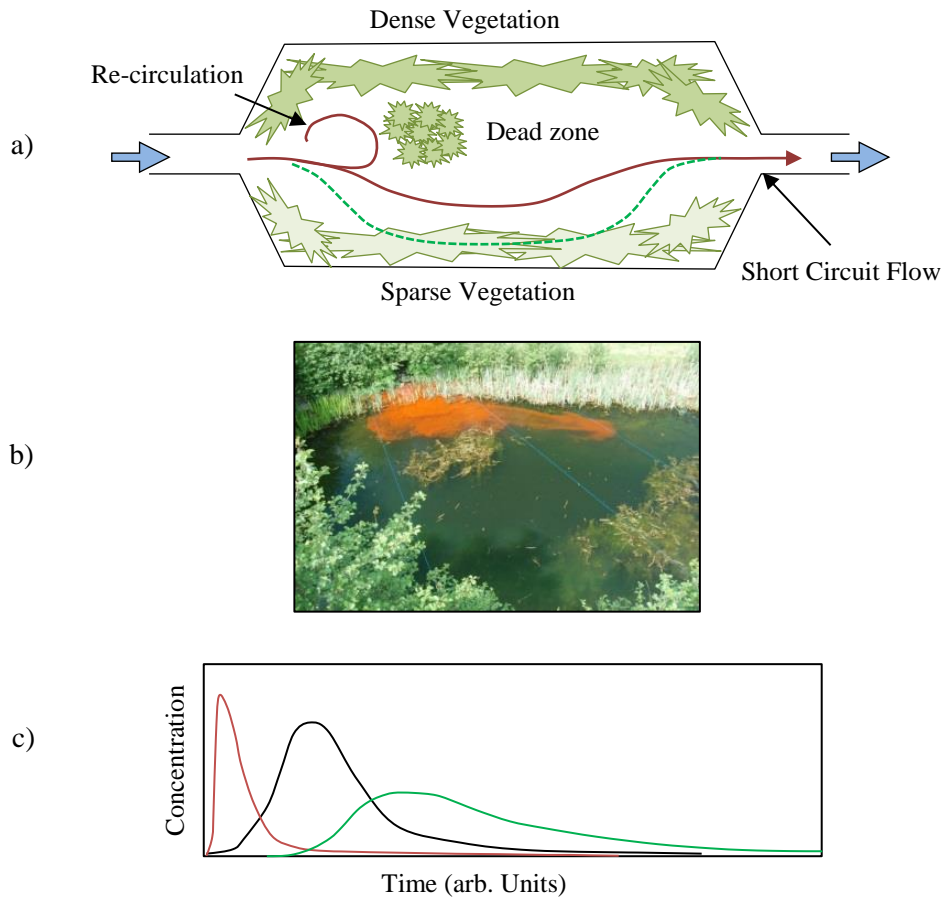 Dense Vegetation
Re-circulation
a)
Dead zone
Short Circuit Flow
Sparse Vegetation
b)
c)
Concentration
Time (arb. Units)